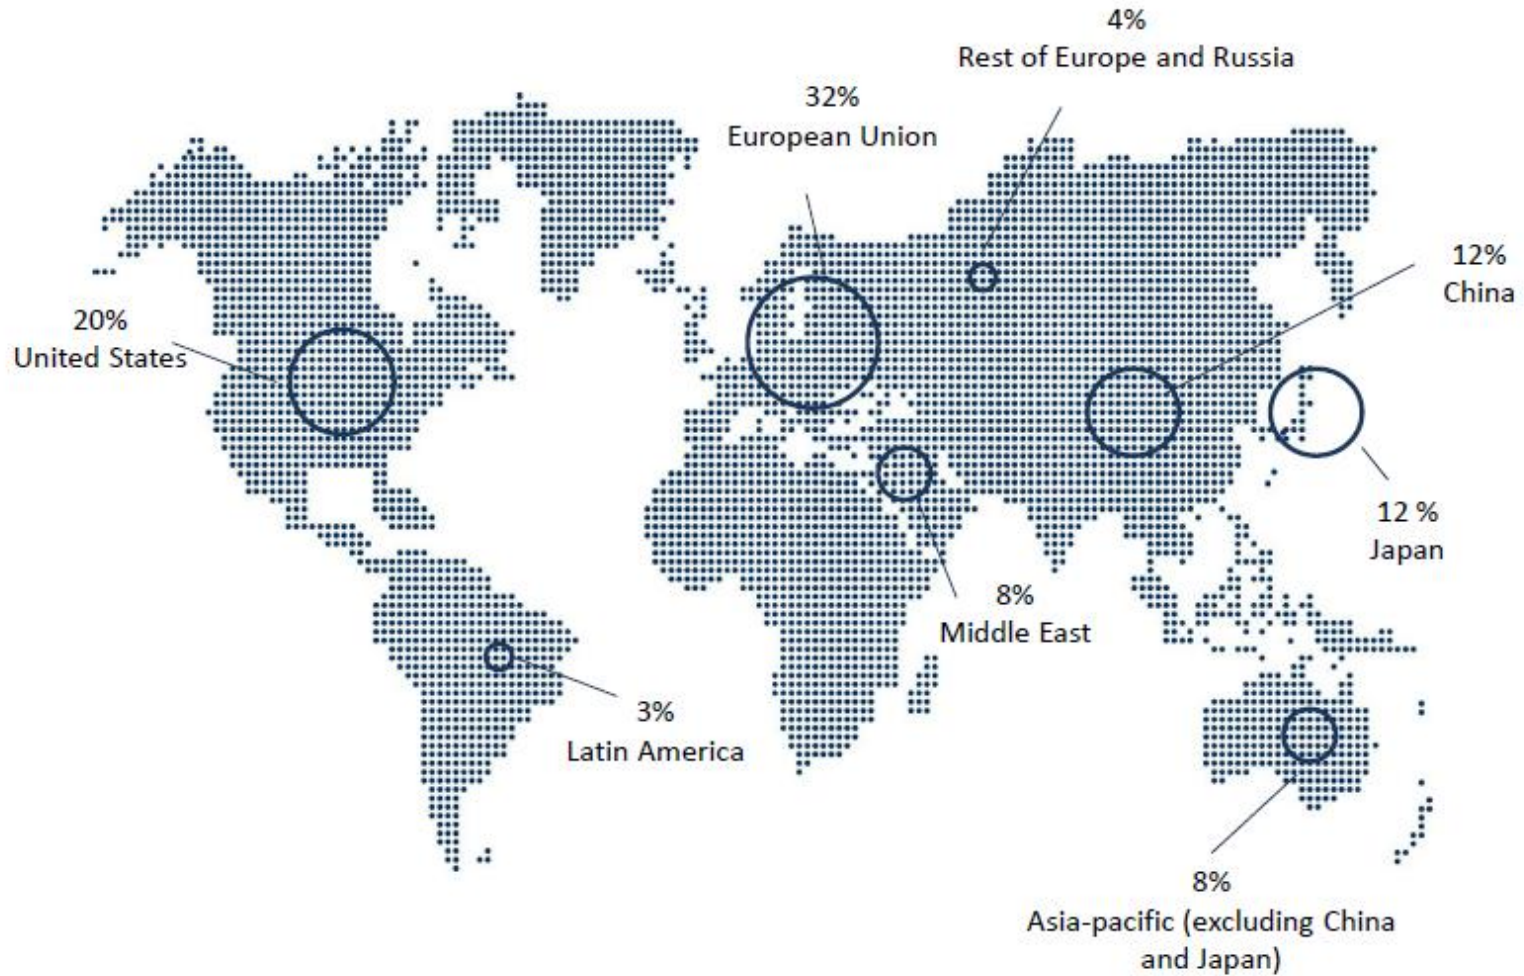 4%
Rest of Europe and Russia
32%
European Union
12%
China
20%
United States
12 %
Japan
8%
Middle East
3%
Latin America
8%
Asia-pacific (excluding China
and Japan)